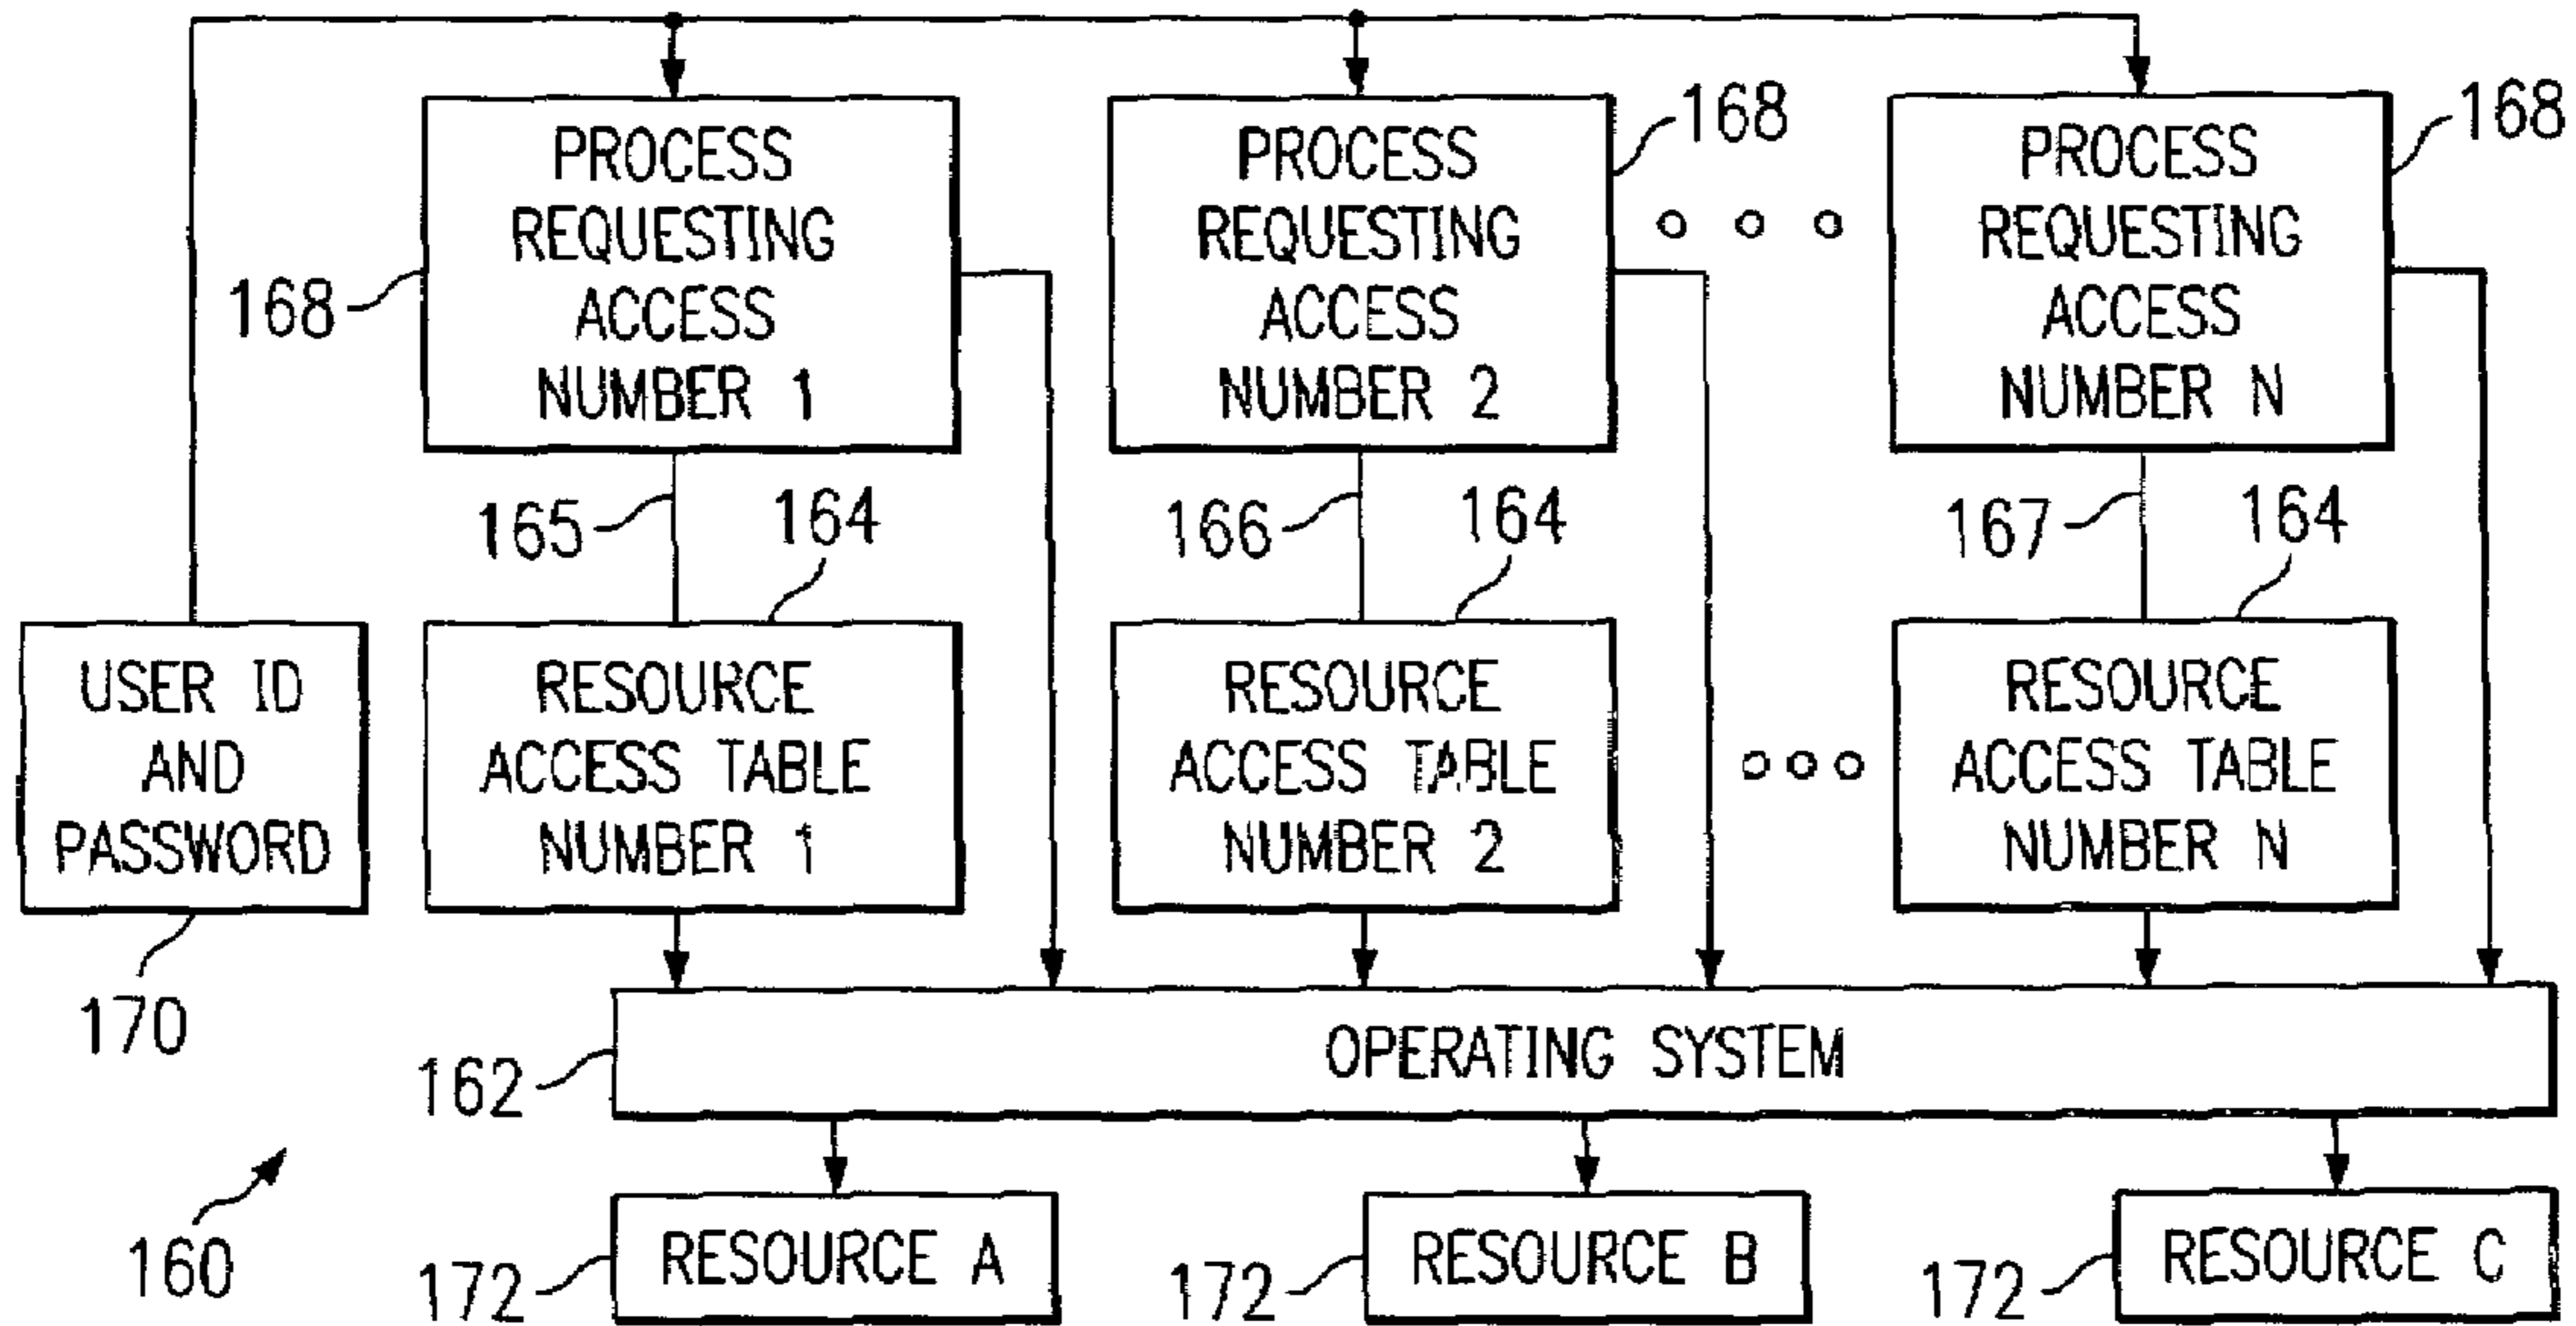 PROCESS
REQUESTING
ACCESS
NUMBER 1
168
PROCESS
REQUESTING
ACCESS
NUMBER 2
168
PROCESS
REQUESTING
ACCESS
NUMBER N
168
165
164
166
164
167
164
USER ID
AND
PASSWORD
170
RESOURCE
ACCESS TABLE
NUMBER 1
RESOURCE
ACCESS TABLE
NUMBER 2
RESOURCE
ACCESS TABLE
NUMBER N
OPERATING SYSTEM
162
160
RESOURCE A
172
RESOURCE B
172
RESOURCE C
172